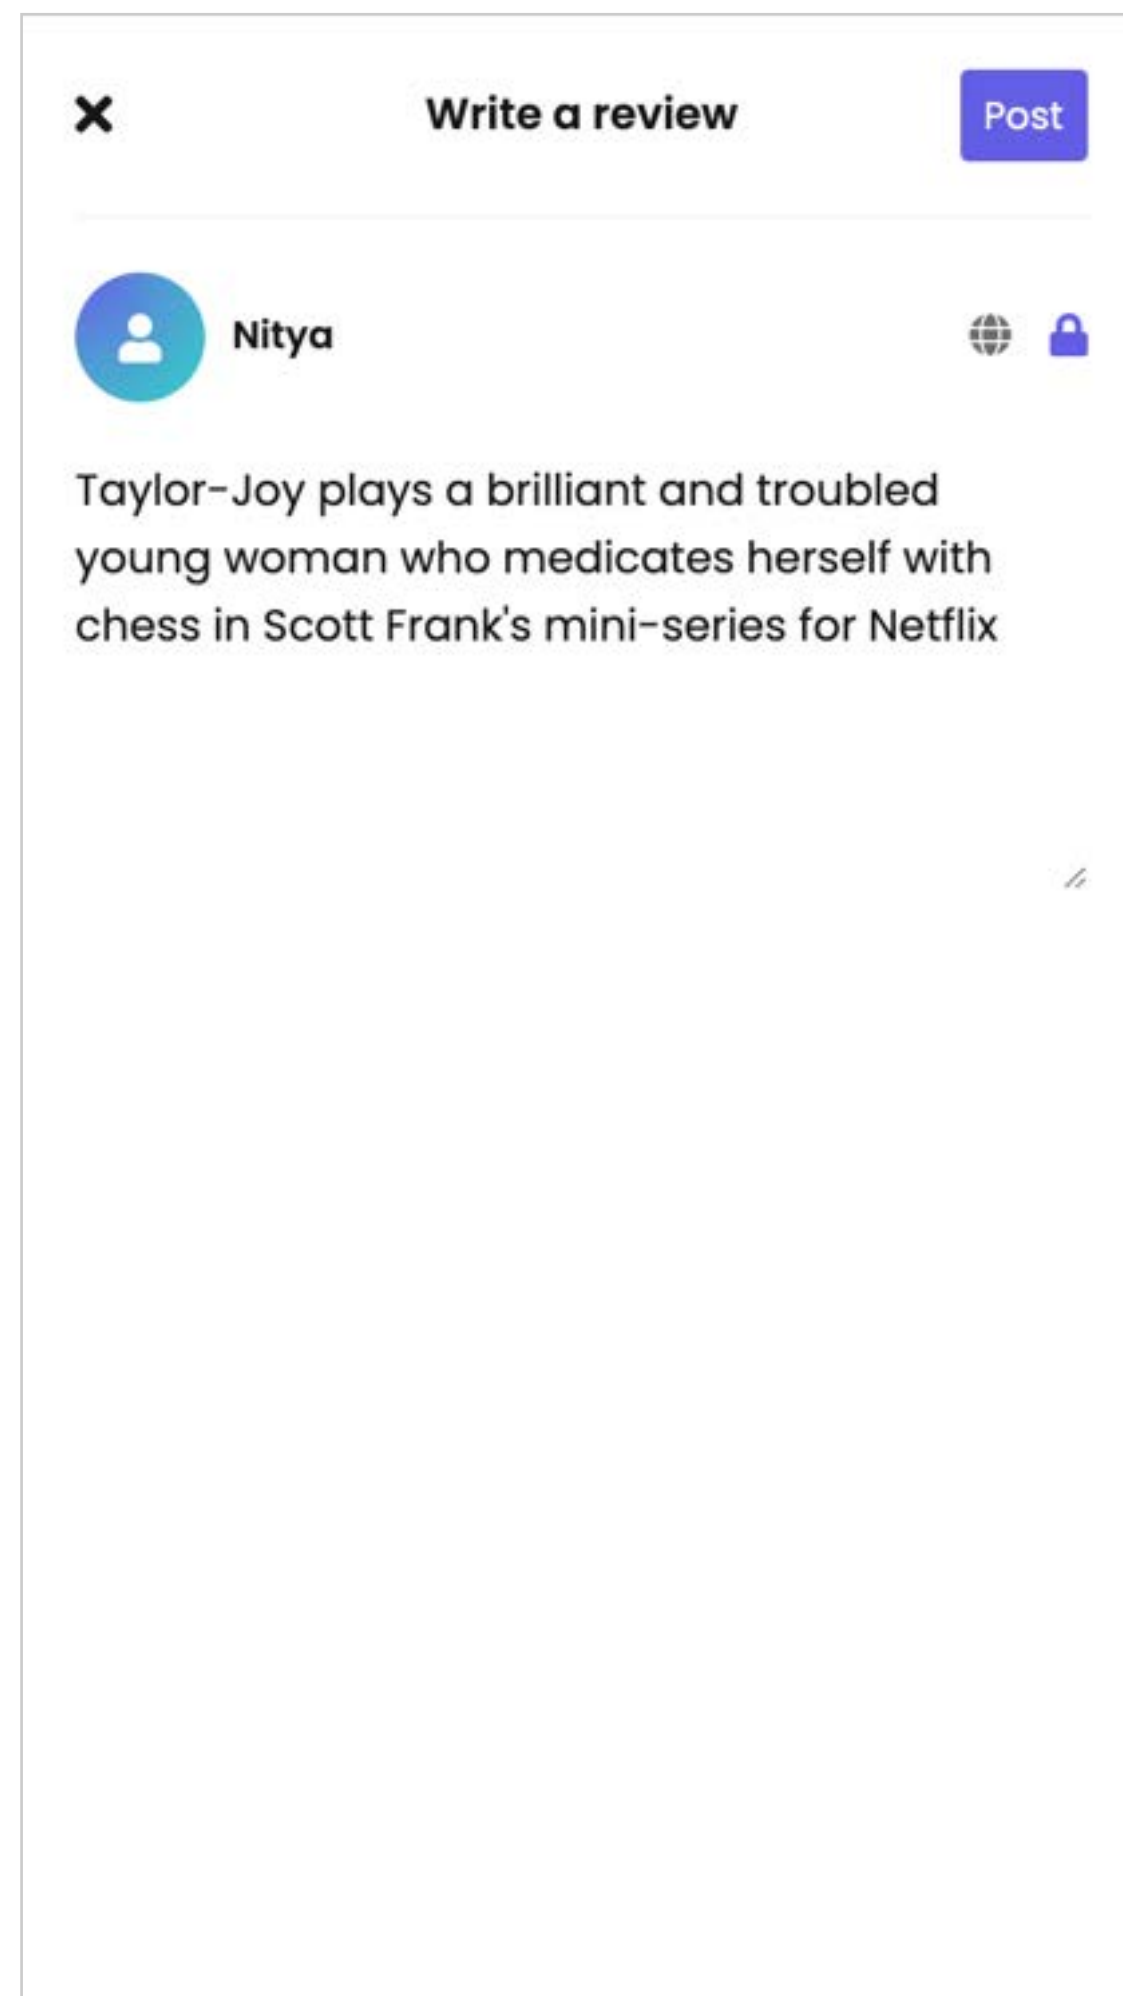 Write a review
Post
Nitya
Taylor-Joy plays a brilliant and troubled
young woman who medicates herself with
chess in Scott Frank's mini-series for Netflix